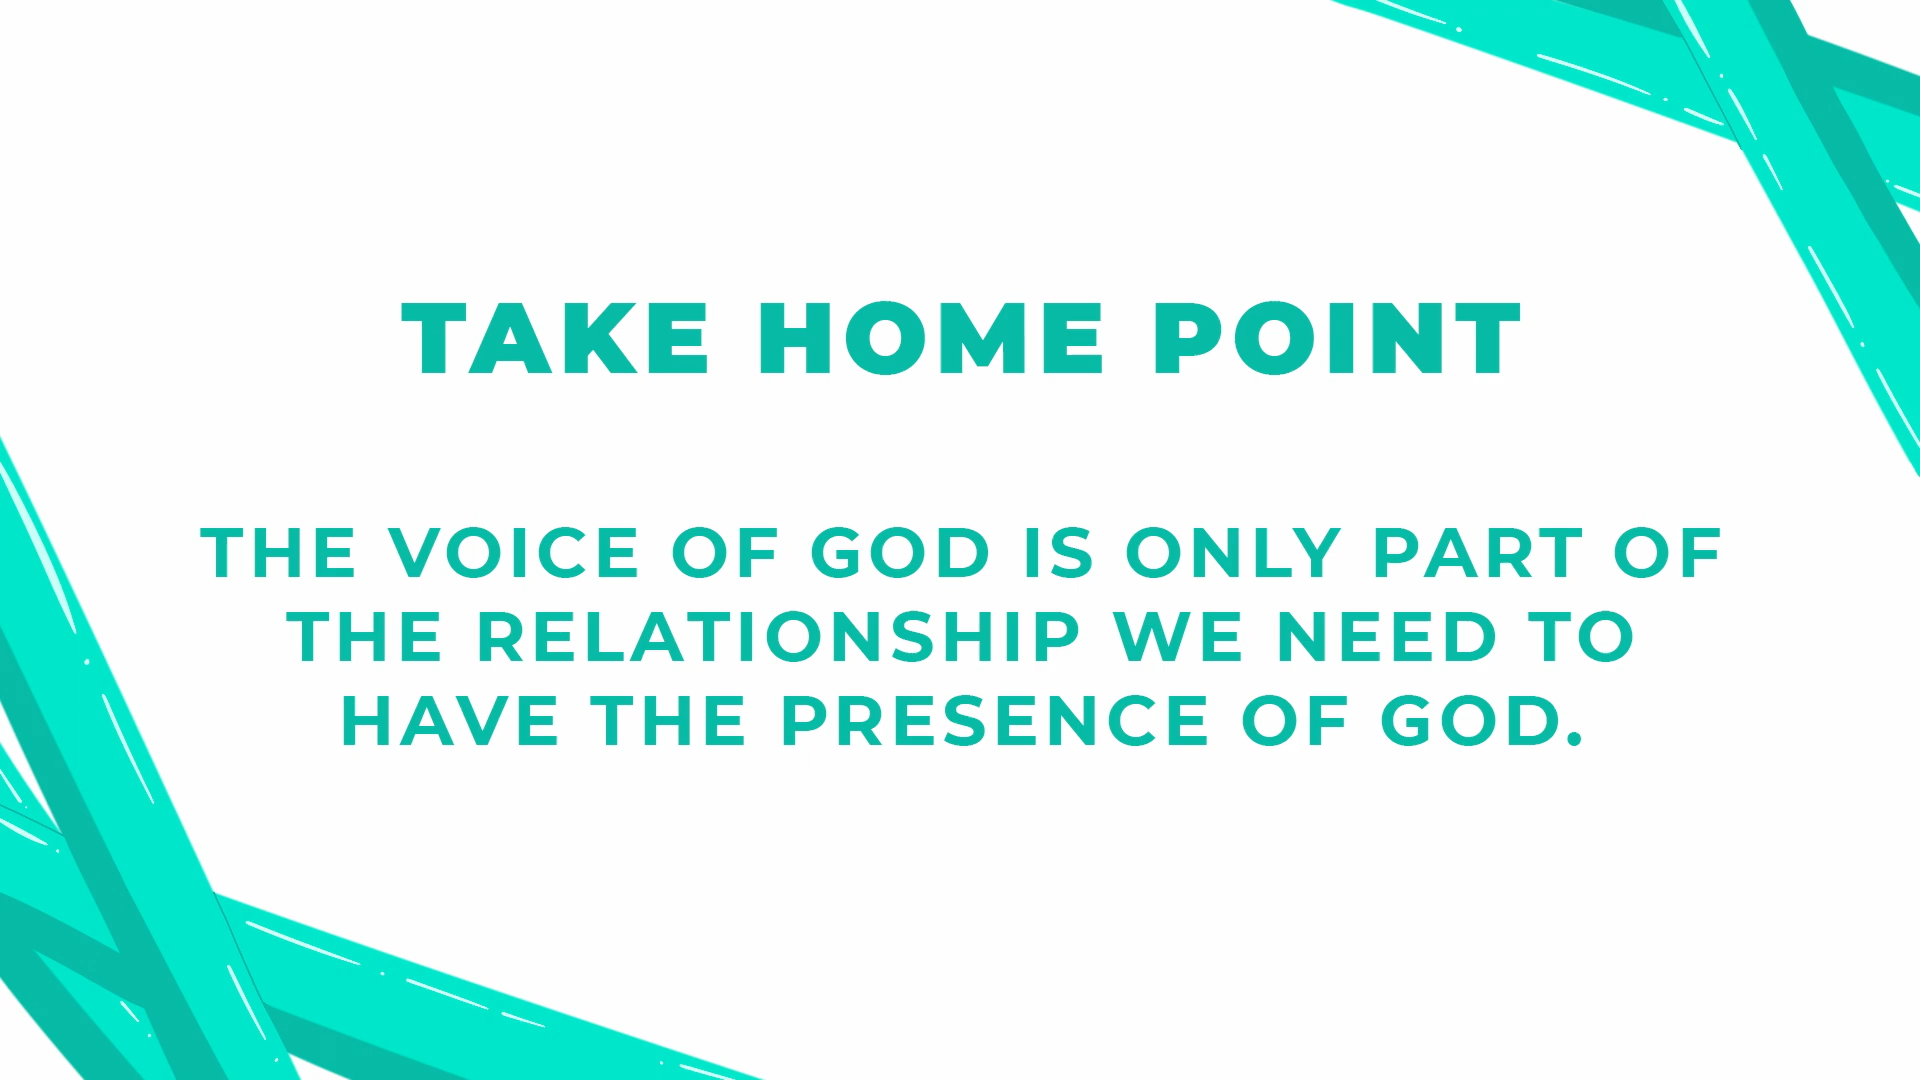 TAKE HOME POINT
THE VOICE OF GOD IS ONLY PART OF
THE RELATIONSHIP WE NEED TO
HAVE THE PRESENCE OF GOD.